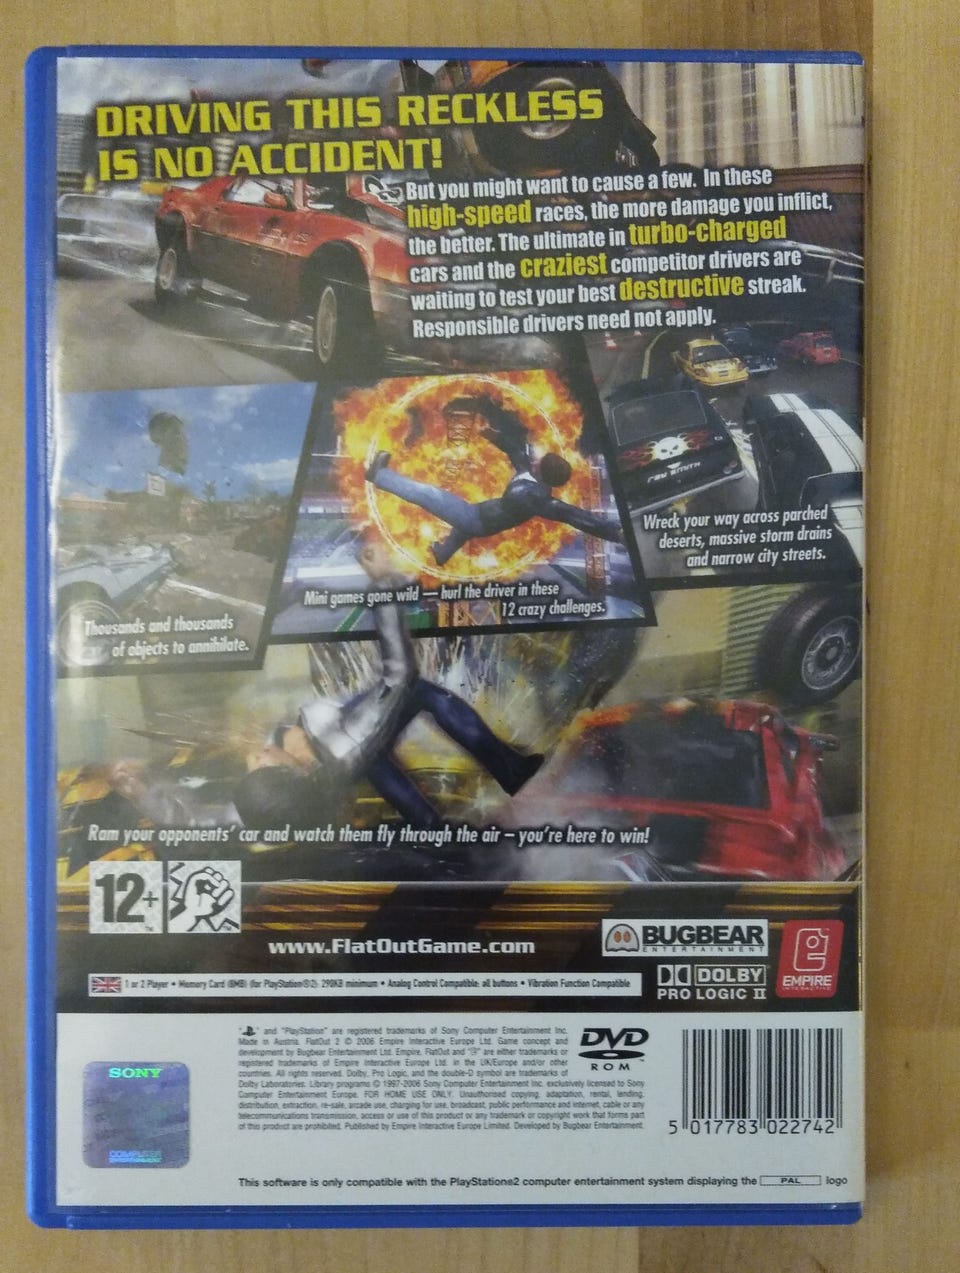 DRIVING THIS RECKLESS
IS NO ACCIDENT!
But you might want to cause a few. In these
high-speed races, the more damage you inflict,
the better. The ultimate in turbo-charged
cars and the craziest competitor drivers are
waiting to test your best destructive streak.
Responsible drivers need not apply.
RAY SMITH
Wreck your way across parched
deserts, massive storm drains
and narrow city streets.
Mini games gone wild — hurl the driver in these
12 crazy challenges.
Thousands and thousands
of objects to annihilate.
Ram your opponents' car and watch them fly through the air – you're here to win!
12+
www.FlatOutGame.com
BUGBEAR
ENTERTAINMENT
EMPIRE
INTERACTIVE
DOLBY
PRO LOGIC II
1 or 2 Player • Memory Card (8MB) (for PlayStation®2): 290KB minimum • Analog Control Compatible: all buttons • Vibration Function Compatible
"PS" and "PlayStation" are registered trademarks of Sony Computer Entertainment Inc.
Made in Austria. FlatOut 2 © 2006 Empire Interactive Europe Ltd. Game concept and
development by Bugbear Entertainment Ltd. Empire, FlatOut and "e" are either trademarks or
registered trademarks of Empire Interactive Europe Ltd. in the UK/Europe and/or other
countries. All rights reserved. Dolby, Pro Logic, and the double-D symbol are trademarks of
Dolby Laboratories. Library programs © 1997-2006 Sony Computer Entertainment Inc. exclusively licensed to Sony
Computer Entertainment Europe. FOR HOME USE ONLY. Unauthorised copying, adaptation, rental, lending,
distribution, extraction, re-sale, arcade use, charging for use, broadcast, public performance and internet, cable or any
telecommunications transmission, access or use of this product or any trademark or copyright work that forms part
of this product are prohibited. Published by Empire Interactive Europe Limited. Developed by Bugbear Entertainment.
DVD
ROM
SONY
COMPUTER
ENTERTAINMENT
5 017783 022742
This software is only compatible with the PlayStation®2 computer entertainment system displaying the PAL logo